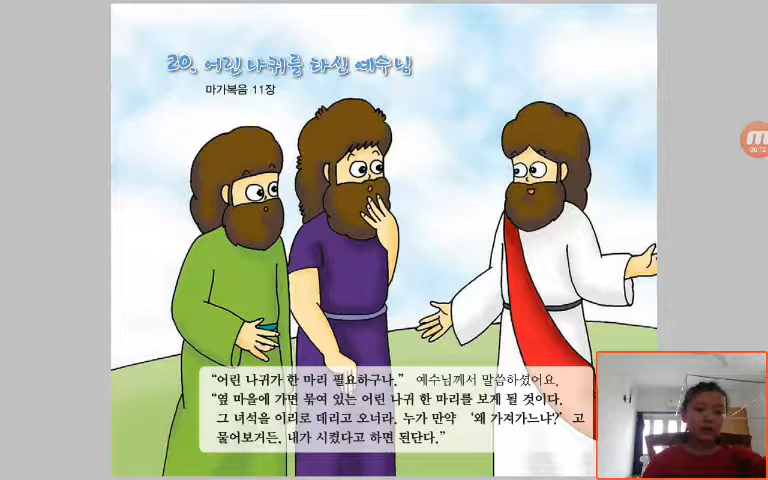 20. 어린 나귀를 타신 예수님
마가복음 11장
“어린 나귀가 한 마리 필요하구나.” 예수님께서 말씀하셨어요.
“옆 마을에 가면 묶여 있는 어린 나귀 한 마리를 보게 될 것이다.
그 녀석을 이리로 데리고 오너라. 누가 만약 ‘왜 가져가느냐?’ 고
물어보거든, 내가 시켰다고 하면 된단다.”
06:12